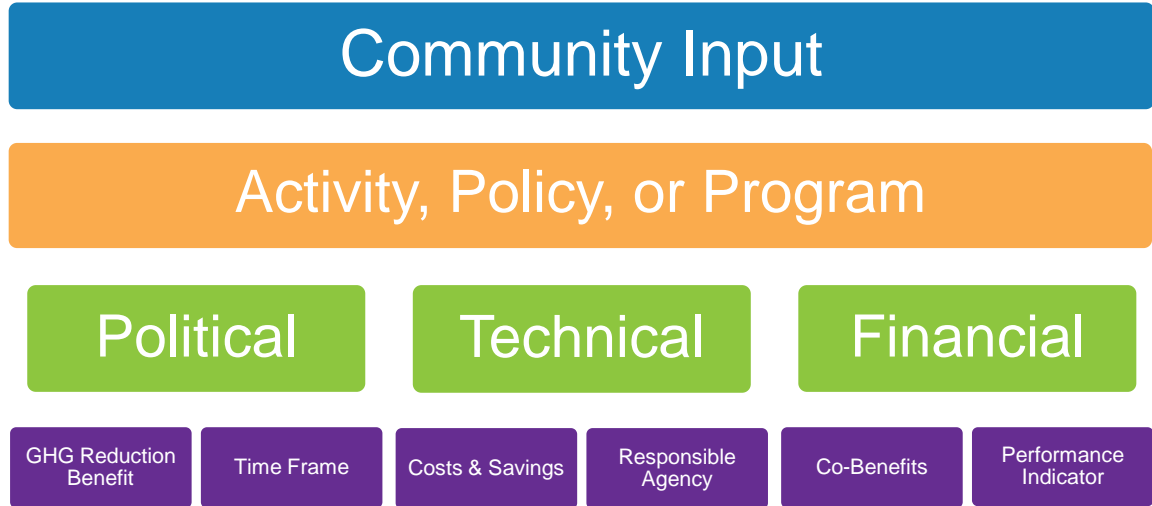 Community Input
Activity, Policy, or Program
Political
Technical
Financial
GHG Reduction
Benefit
Time Frame
Costs & Savings
Responsible
Agency
Co-Benefits
Performance
Indicator